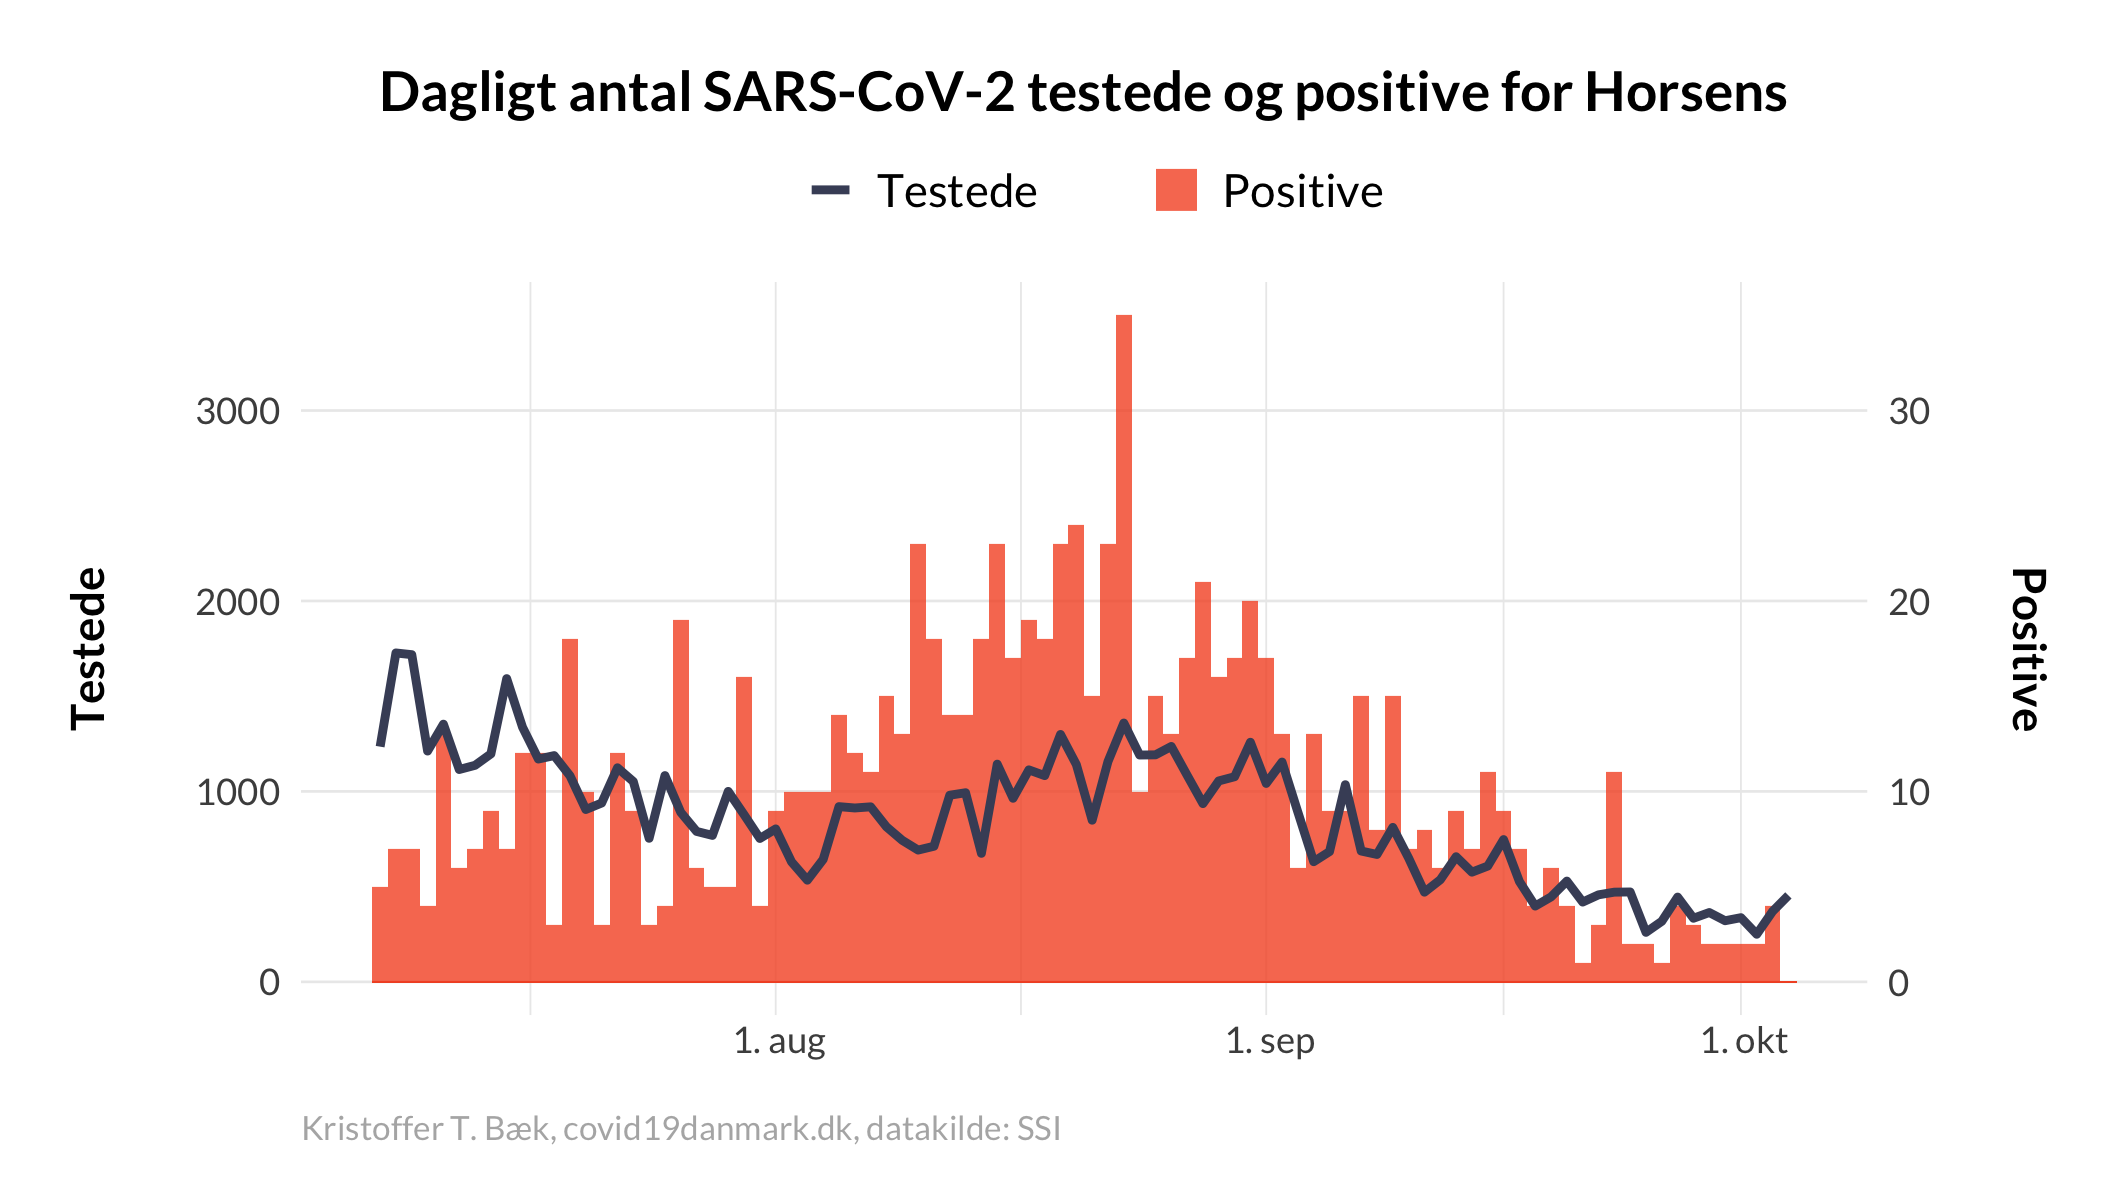 Dagligt antal SARS-CoV-2 testede og positive for Horsens
Testede
Positive
3000
2000
1000
0
30
20
10
0
Testede
Positive
1. aug
1. sep
1. okt
Kristoffer T. Bæk, covid19danmark.dk, datakilde: SSI